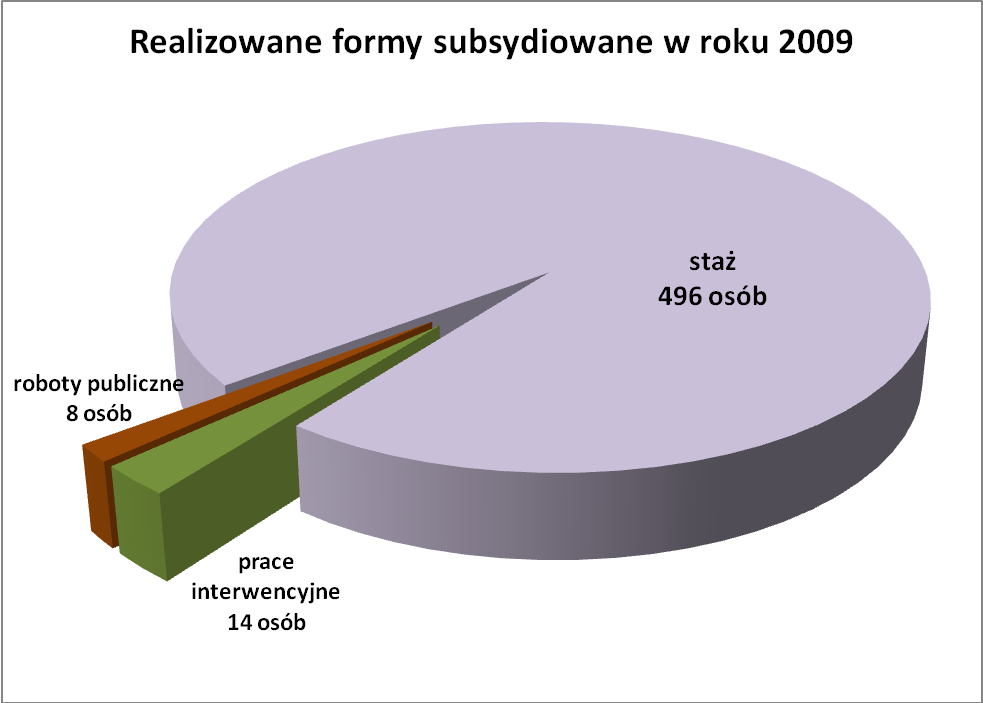 Realizowane formy subsydiowane w roku 2009
staż
496 osób
roboty publiczne
8 osób
prace
interwencyjne
14 osób